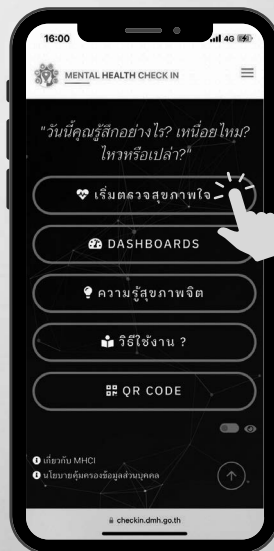 16:00
4G
MENTAL HEALTH CHECK IN
"วันนี้คุณรู้สึกอย่างไร? เหนื่อยไหม?
ไหวหรือเปล่า?"
เริ่มตรวจสุขภาพใจ
DASHBOARDS
ความรู้สุขภาพจิต
วิธีใช้งาน ?
QR CODE
เกี่ยวกับ MHCI
นโยบายคุ้มครองข้อมูลส่วนบุคคล
checkin.dmh.go.th